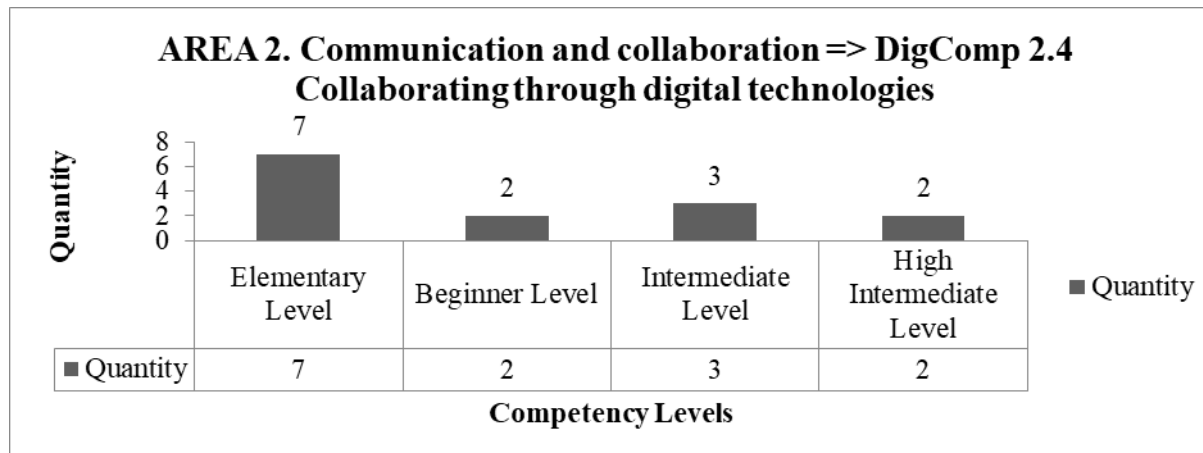 AREA 2. Communication and collaboration => DigComp 2.4
Collaborating through digital technologies
7
8
6
4
2
0
2
3
2
Quantity
Elementary
Level
Beginner Level
Intermediate
Level
High
Intermediate
Level
Quantity
Quantity 7 2 3 2
Competency Levels